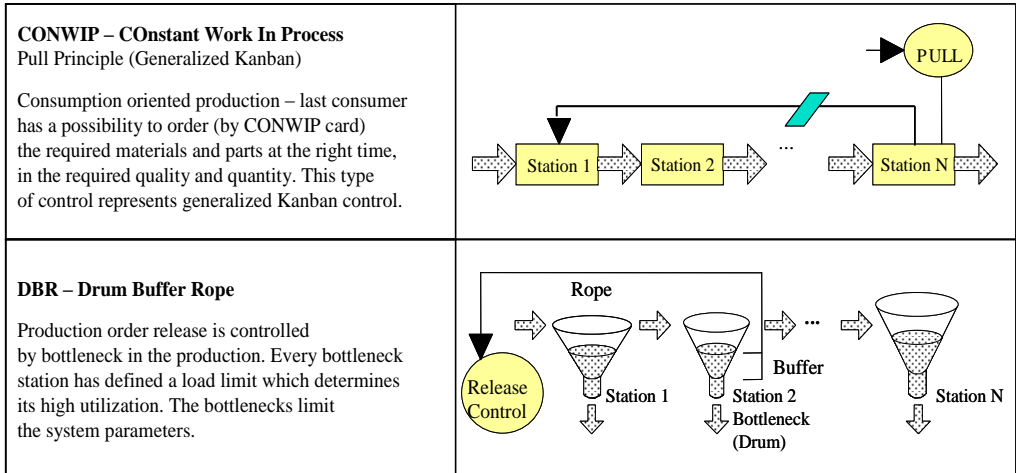 CONWIP – COnstant Work In Process
Pull Principle (Generalized Kanban)
Consumption oriented production – last consumer
has a possibility to order (by CONWIP card)
the required materials and parts at the right time,
in the required quality and quantity. This type
of control represents generalized Kanban control.
PULL
...
Station 1
Station 2
Station N
DBR – Drum Buffer Rope
Production order release is controlled
by bottleneck in the production. Every bottleneck
station has defined a load limit which determines
its high utilization. The bottlenecks limit
the system parameters.
Rope
...
Buffer
Release
Control
Station 1
Station 2
Bottleneck
(Drum)
Station N